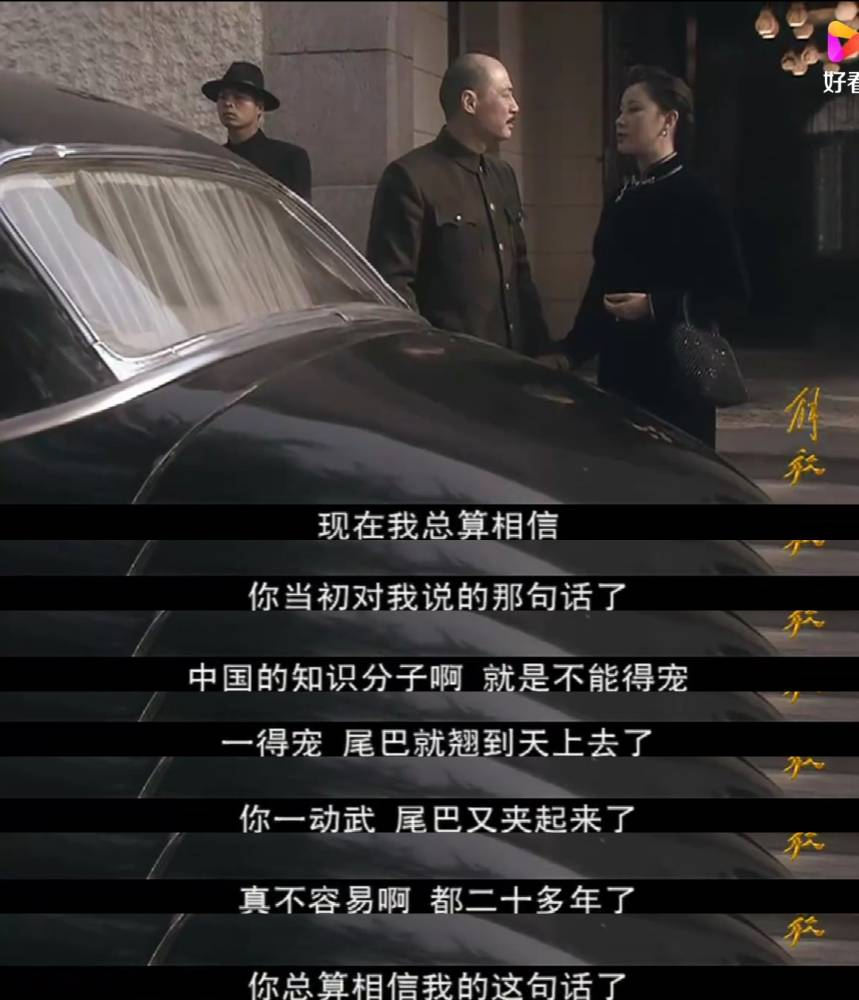 好看
解放
现在我总算相信
你当初对我说的那句话了
中国的知识分子啊 就是不能得宠
一得宠 尾巴就翘到天上去了
你一动武 尾巴又夹起来了
真不容易啊 都二十多年了
你总算相信我的这句话了